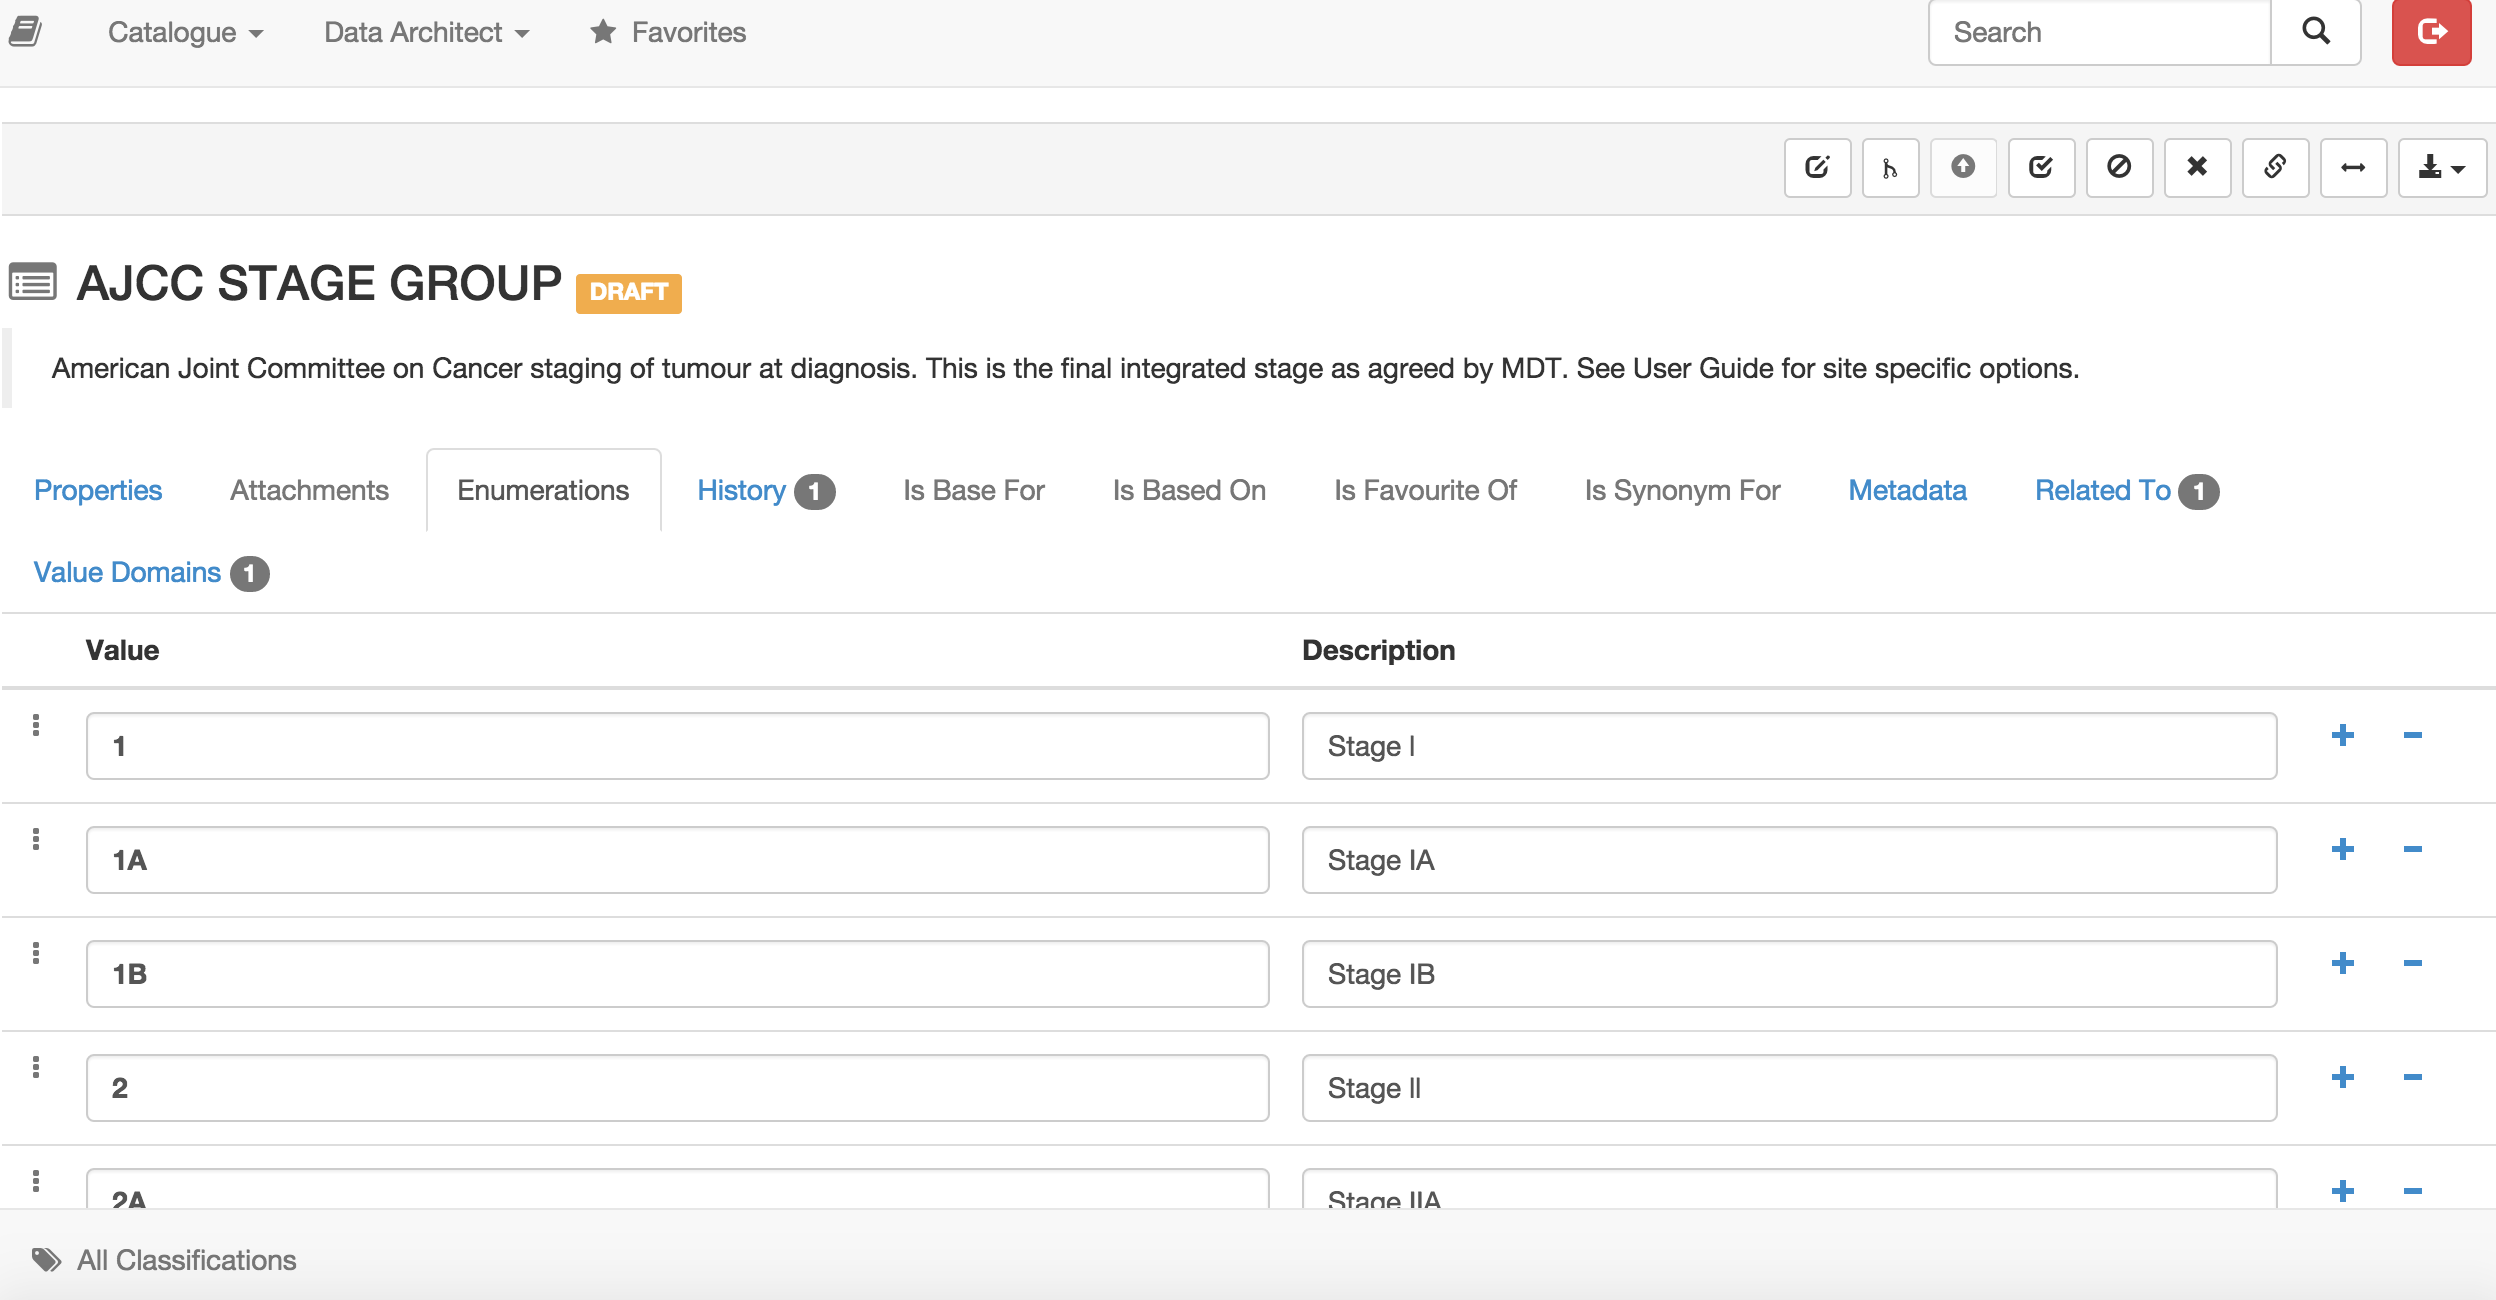 Catalogue Data Architect Favorites Search
AJCC STAGE GROUP DRAFT
American Joint Committee on Cancer staging of tumour at diagnosis. This is the final integrated stage as agreed by MDT. See User Guide for site specific options.
Properties Attachments Enumerations History 1 Is Base For Is Based On Is Favourite Of Is Synonym For Metadata Related To 1
Value Domains 1
Value Description
1 Stage I
1A Stage IA
1B Stage IB
2 Stage II
2A Stage IIA
All Classifications